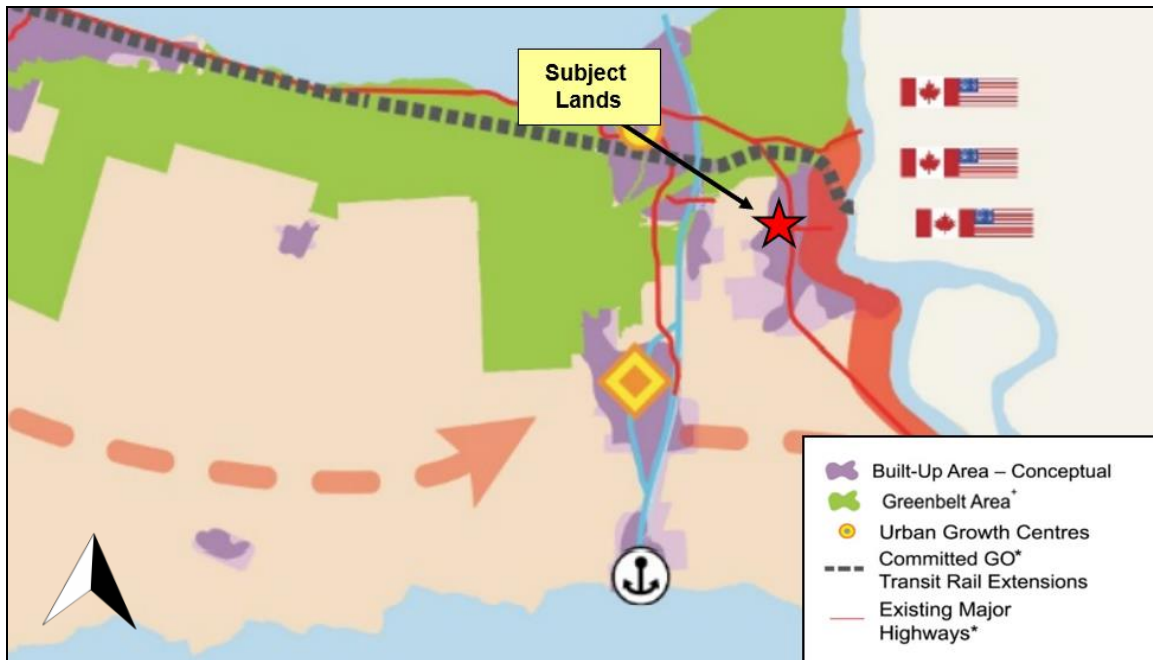 Subject
Lands
Built-Up Area – Conceptual
Greenbelt Area+
Urban Growth Centres
Committed GO*
Transit Rail Extensions
Existing Major
Highways*